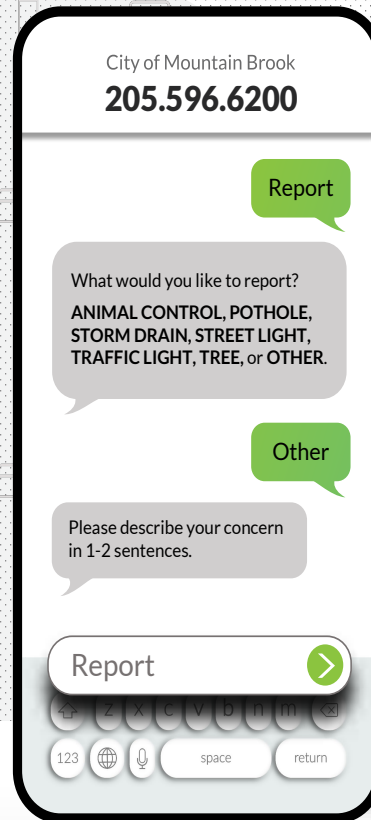 City of Mountain Brook
205.596.6200
Report
What would you like to report?
ANIMAL CONTROL, POTHOLE,
STORM DRAIN, STREET LIGHT,
TRAFFIC LIGHT, TREE, or OTHER.
Other
Please describe your concern
in 1-2 sentences.
Report
z x c v b n m
123 space return